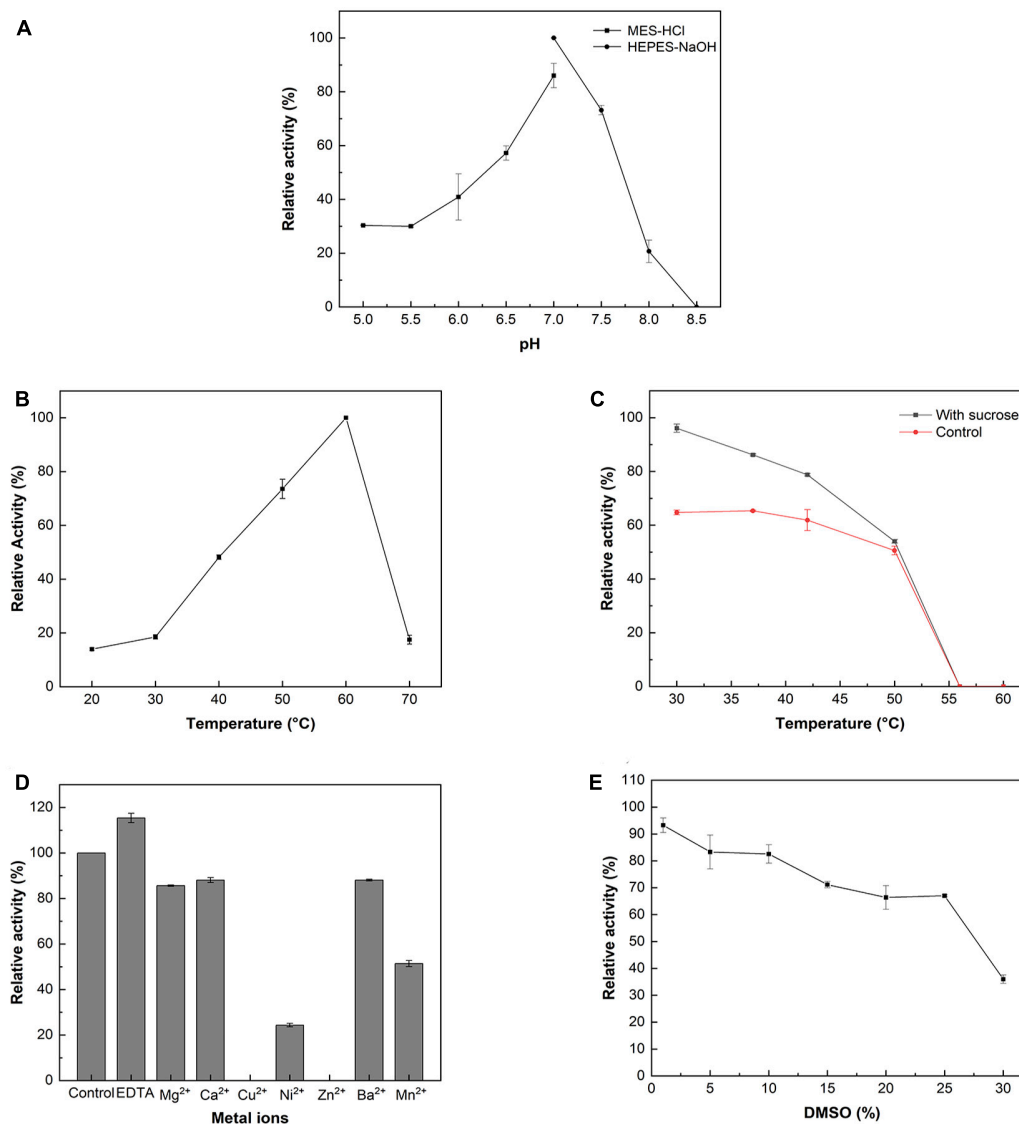 A
MES-HCl
HEPES-NaOH
100
80
60
40
20
0
Relative activity (%)
5.0 5.5 6.0 6.5 7.0 7.5 8.0 8.5
pH
B
100
80
60
40
20
0
Relative Activity (%)
20 30 40 50 60 70
Temperature (°C)
C
With sucrose
Control
100
80
60
40
20
0
Relative activity (%)
30 35 40 45 50 55 60
Temperature (°C)
D
120
100
80
60
40
20
0
Relative activity (%)
Control EDTA Mg²⁺ Ca²⁺ Cu²⁺ Ni²⁺ Zn²⁺ Ba²⁺ Mn²⁺
Metal ions
E
110
100
90
80
70
60
50
40
30
20
10
0
Relative activity (%)
0 5 10 15 20 25 30
DMSO (%)